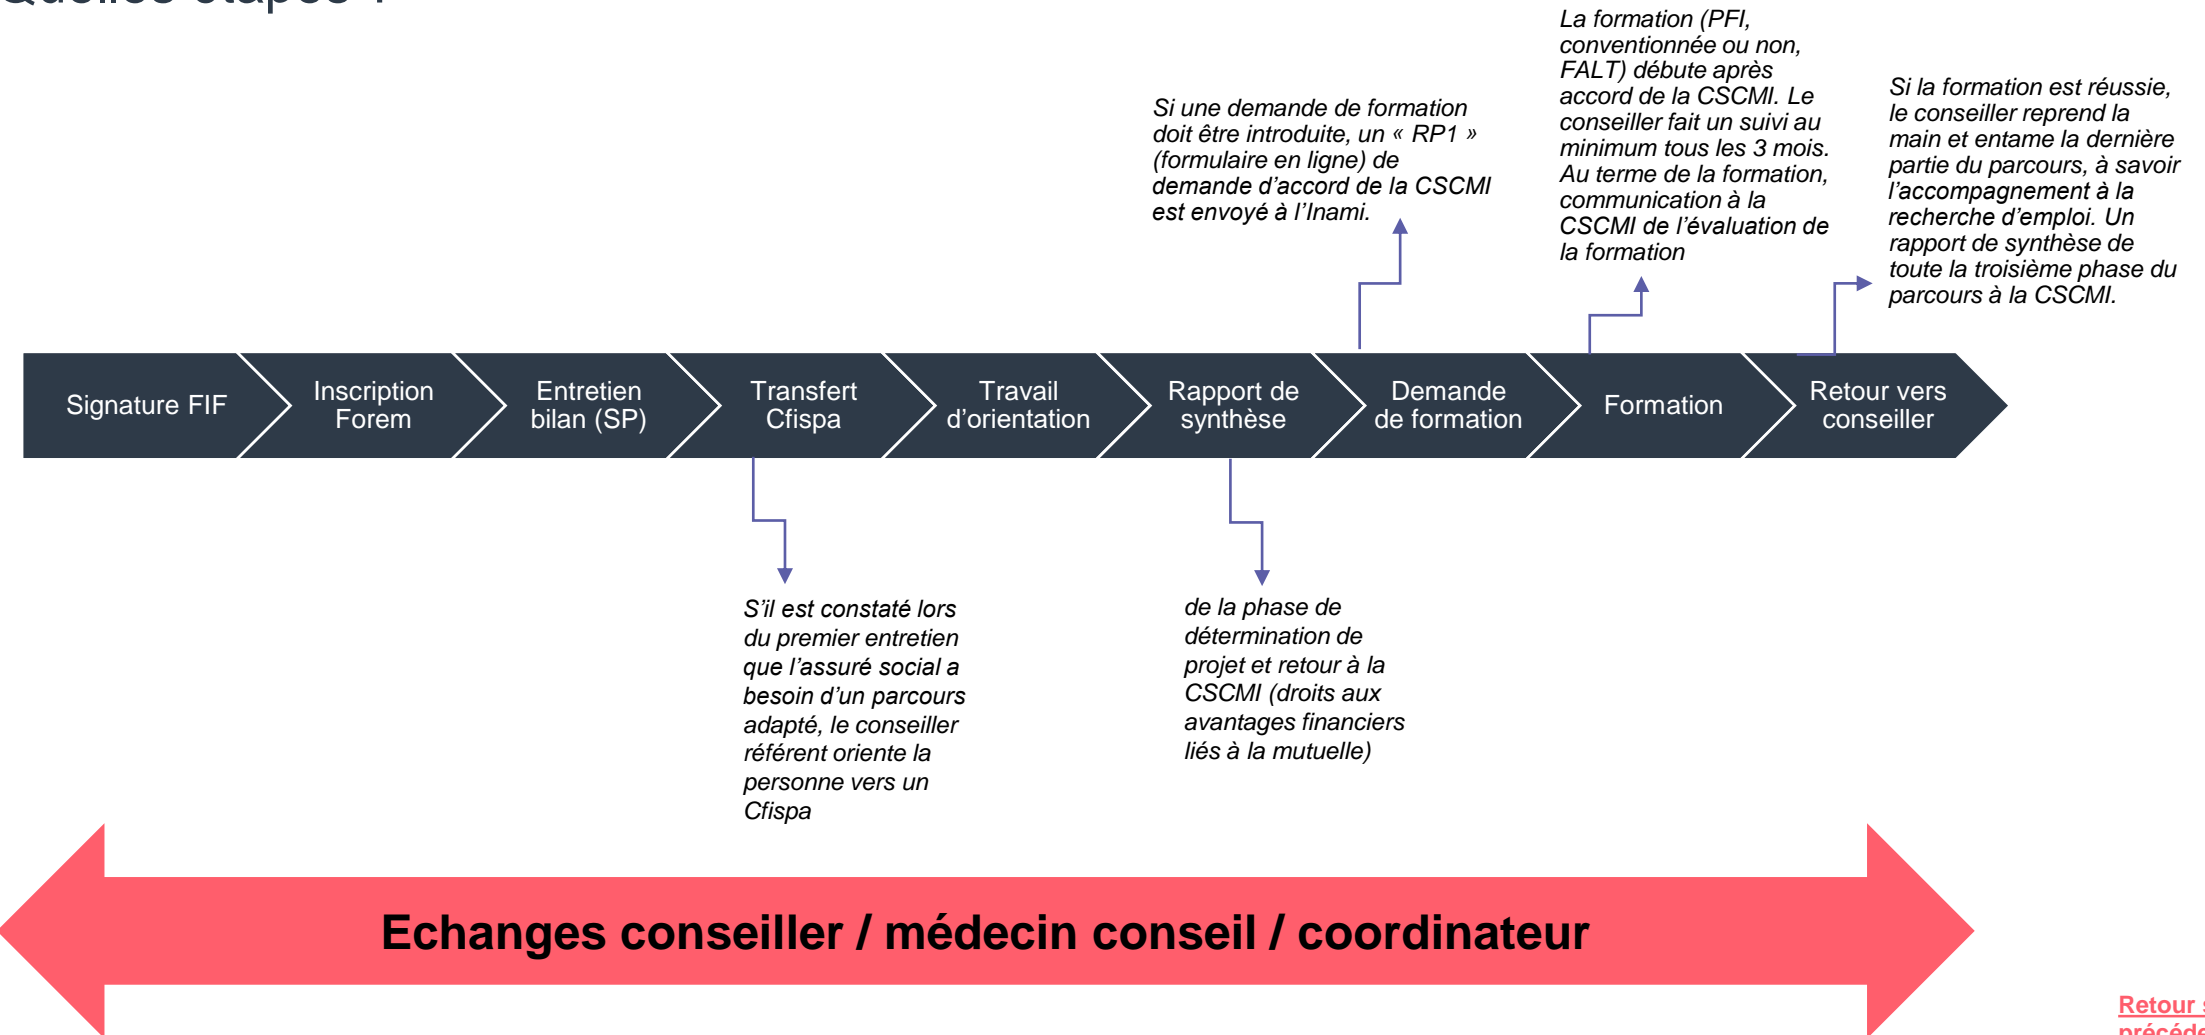 La formation (PFI,
conventionnée ou non,
FALT) débute après
accord de la CSCMI. Le
conseiller fait un suivi au
minimum tous les 3 mois.
Au terme de la formation,
communication à la
CSCMI de l’évaluation de
la formation
Si une demande de formation
doit être introduite, un « RP1 »
(formulaire en ligne) de
demande d’accord de la CSCMI
est envoyé à l’Inami.
Si la formation est réussie,
le conseiller reprend la
main et entame la dernière
partie du parcours, à savoir
l’accompagnement à la
recherche d’emploi. Un
rapport de synthèse de
toute la troisième phase du
parcours à la CSCMI.
Signature FIF
Inscription
Forem
Entretien
bilan (SP)
Transfert
Cfispa
Travail
d’orientation
Rapport de
synthèse
Demande
de formation
Formation
Retour vers
conseiller
S’il est constaté lors
du premier entretien
que l’assuré social a
besoin d’un parcours
adapté, le conseiller
référent oriente la
personne vers un
Cfispa
de la phase de
détermination de
projet et retour à la
CSCMI (droits aux
avantages financiers
liés à la mutuelle)
Echanges conseiller / médecin conseil / coordinateur
Retour